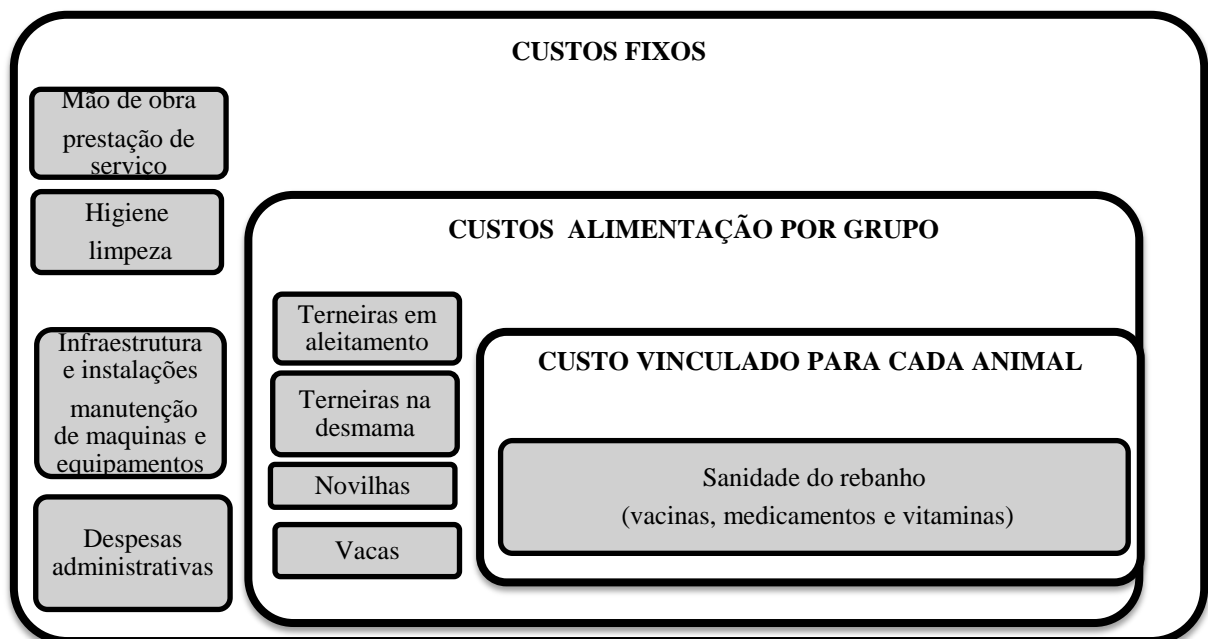 CUSTOS FIXOS
Mão de obra
prestação de
serviço
Higiene
limpeza
Infraestrutura
e instalações
manutenção
de maquinas e
equipamentos
Despesas
administrativas
CUSTOS ALIMENTAÇÃO POR GRUPO
Terneiras em
aleitamento
Terneiras na
desmama
Novilhas
Vacas
CUSTO VINCULADO PARA CADA ANIMAL
Sanidade do rebanho
(vacinas, medicamentos e vitaminas)